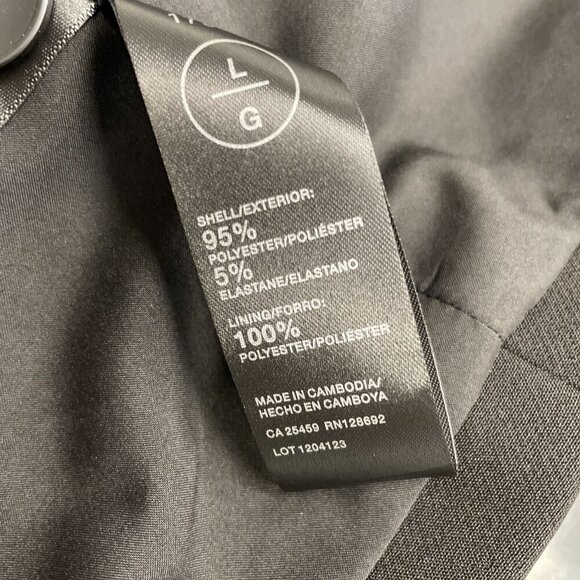 L
G
SHELL/EXTERIOR:
95%
POLYESTER/POLIÉSTER
5%
ELASTANE/ELASTANO
LINING/FORRO:
100%
POLYESTER/POLIÉSTER
MADE IN CAMBODIA/
HECHO EN CAMBOYA
CA 25459 RN128692
LOT 1204123